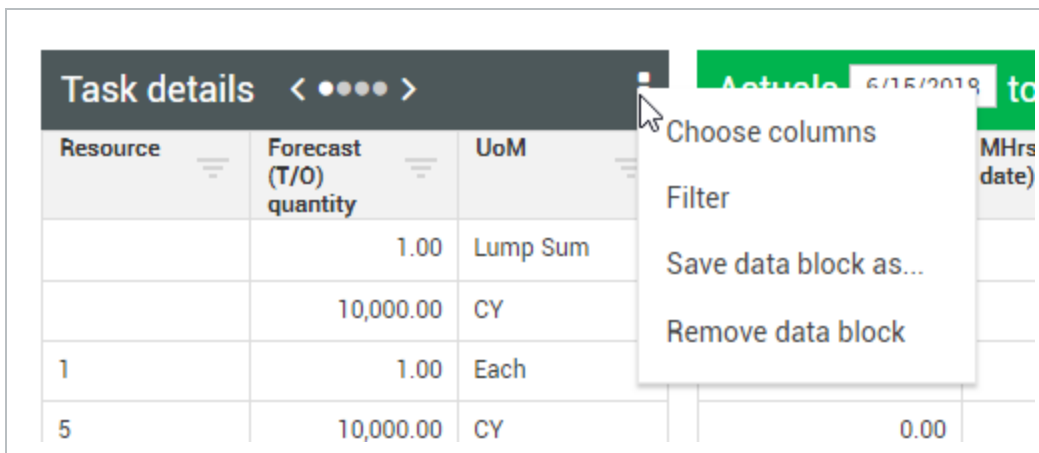 Task details
Actuals 6/15/2018 to
Resource
Forecast
(T/O)
quantity
UoM
MHrs
date)
Choose columns
Filter
Save data block as...
Remove data block
1.00 Lump Sum
10,000.00 CY
1 1.00 Each
5 10,000.00 CY 0.00